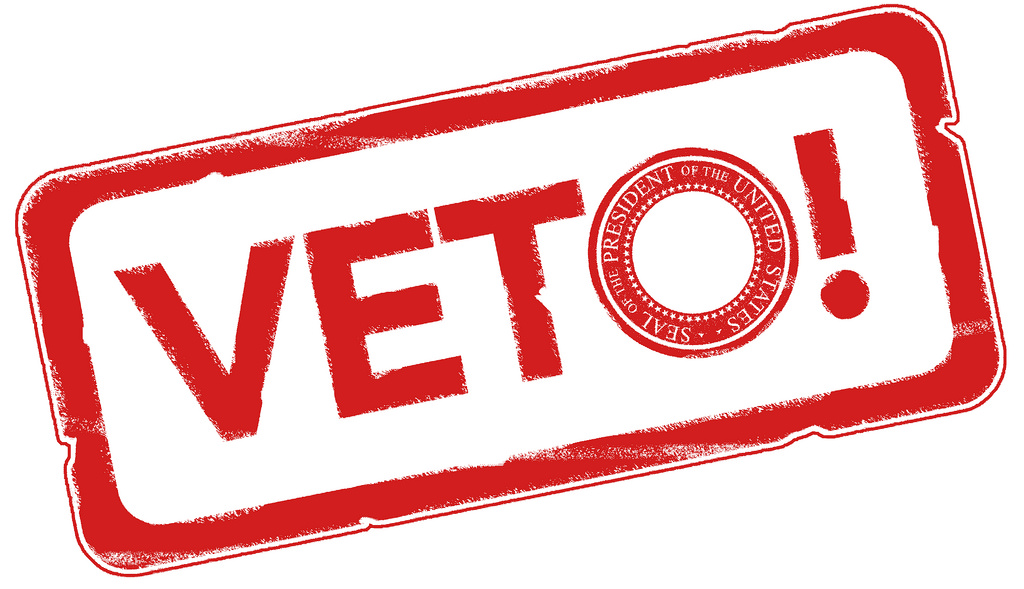 VETO!
SEAL OF THE PRESIDENT OF THE UNITED STATES